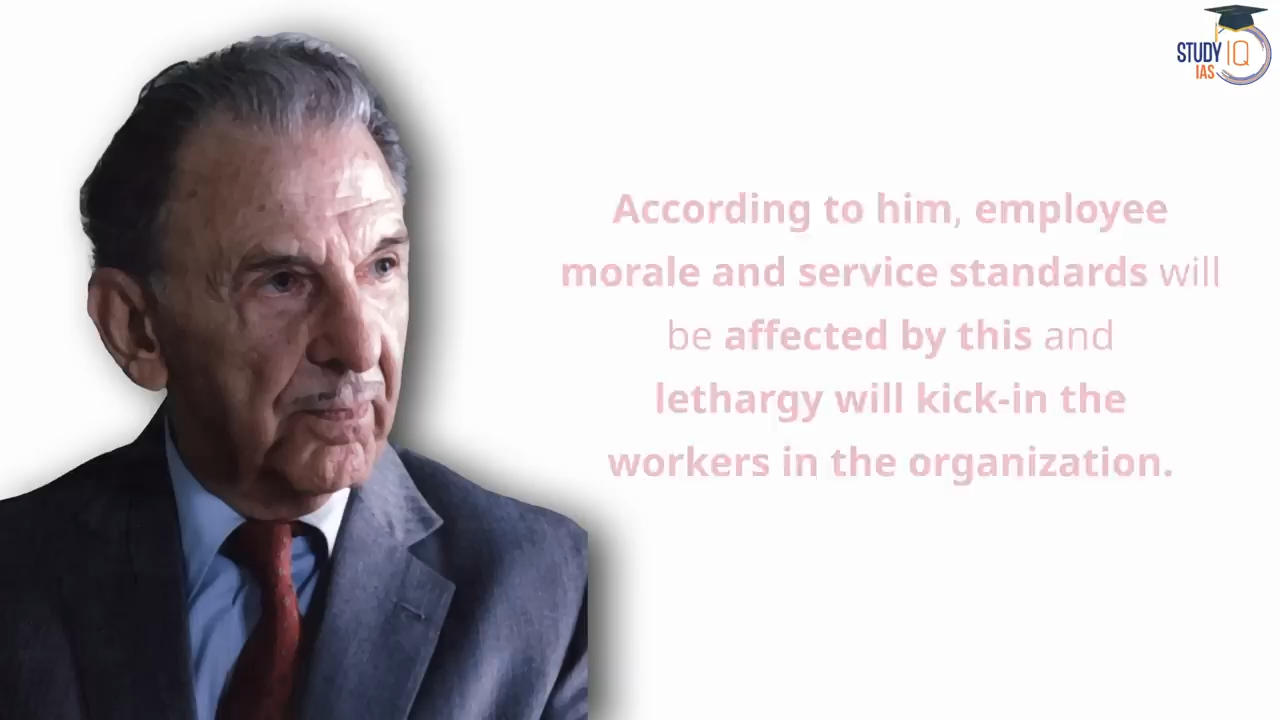 STUDY IQ
IAS
According to him, employee
morale and service standards will
be affected by this and
lethargy will kick-in the
workers in the organization.